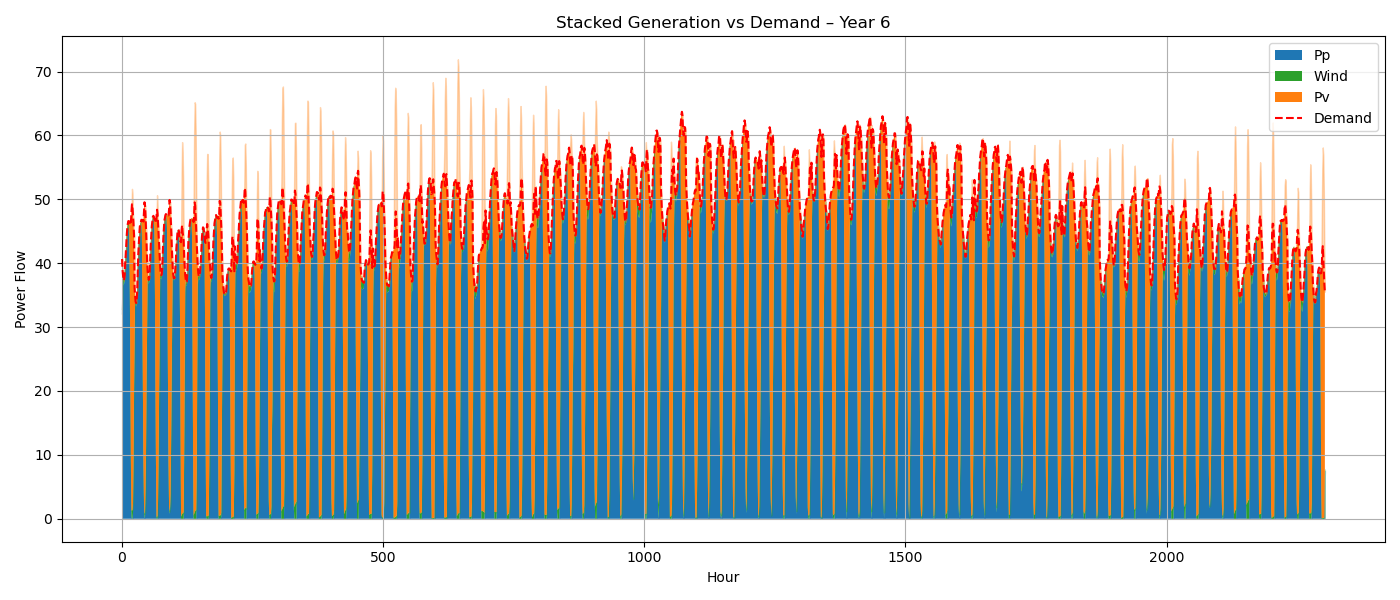 Stacked Generation vs Demand – Year 6
Pp
Wind
Pv
Demand
Power Flow
70
60
50
40
30
20
10
0
0 500 1000 1500 2000
Hour